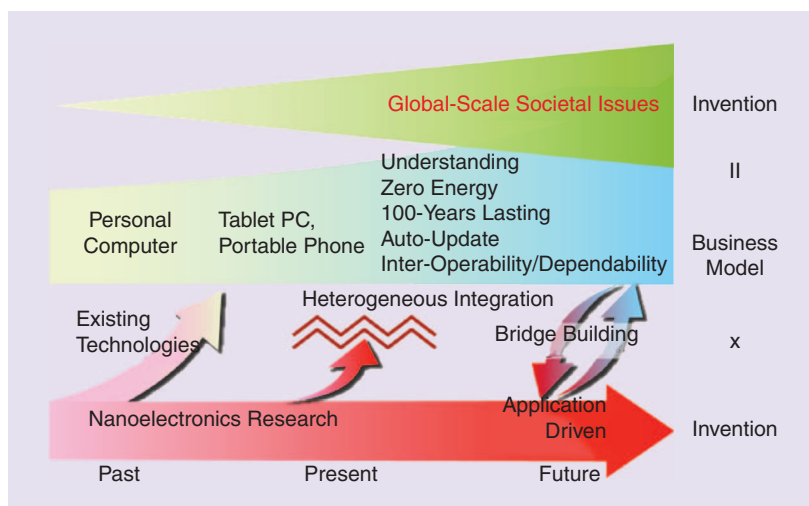 Global-Scale Societal Issues
Invention
Understanding
Zero Energy
100-Years Lasting
Auto-Update
Inter-Operability/Dependability
Personal
Computer
Tablet PC,
Portable Phone
II
Business
Model
Existing
Technologies
Heterogeneous Integration
Bridge Building
x
Nanoelectronics Research
Application
Driven
Invention
Past
Present
Future